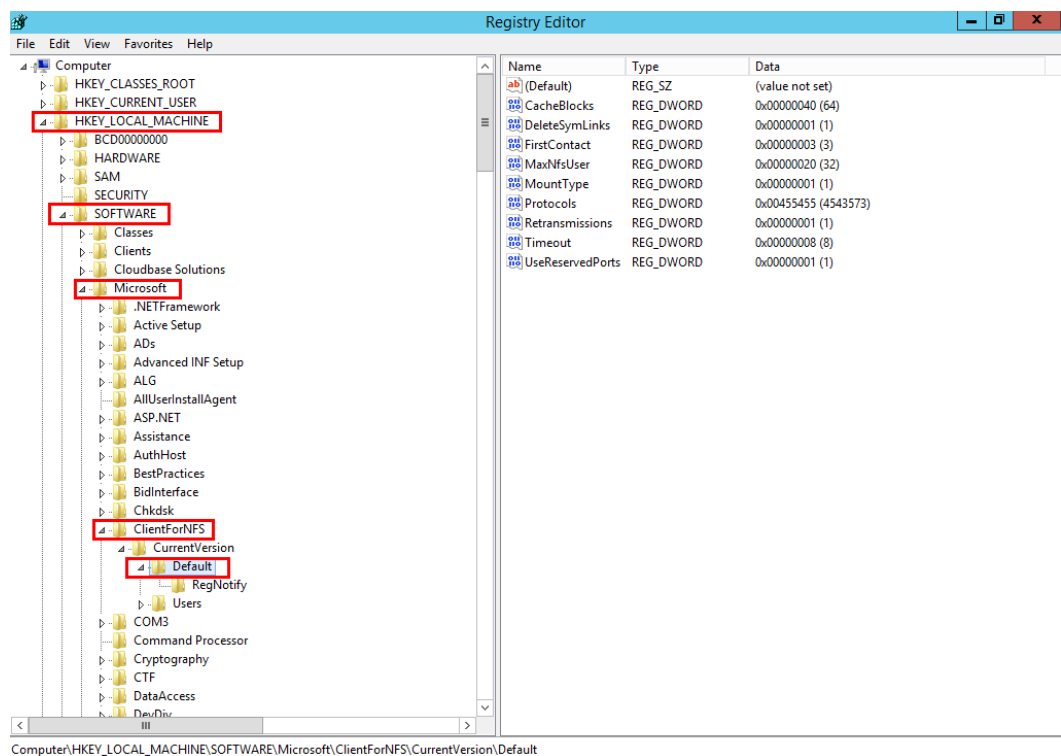 Registry Editor
File Edit View Favorites Help
Computer
HKEY_CLASSES_ROOT
HKEY_CURRENT_USER
HKEY_LOCAL_MACHINE
BCD00000000
HARDWARE
SAM
SECURITY
SOFTWARE
Classes
Clients
Cloudbase Solutions
Microsoft
.NETFramework
Active Setup
ADs
Advanced INF Setup
ALG
AllUserInstallAgent
ASP.NET
Assistance
AuthHost
BestPractices
BidInterface
Chkdsk
ClientForNFS
CurrentVersion
Default
RegNotify
Users
COM3
Command Processor
Cryptography
CTF
DataAccess
DevDiv
Name Type Data
(Default) REG_SZ (value not set)
CacheBlocks REG_DWORD 0x00000040 (64)
DeleteSymLinks REG_DWORD 0x00000001 (1)
FirstContact REG_DWORD 0x00000003 (3)
MaxNfsUser REG_DWORD 0x00000020 (32)
MountType REG_DWORD 0x00000001 (1)
Protocols REG_DWORD 0x00455455 (4543573)
Retransmissions REG_DWORD 0x00000001 (1)
Timeout REG_DWORD 0x00000008 (8)
UseReservedPorts REG_DWORD 0x00000001 (1)
Computer\HKEY_LOCAL_MACHINE\SOFTWARE\Microsoft\ClientForNFS\CurrentVersion\Default